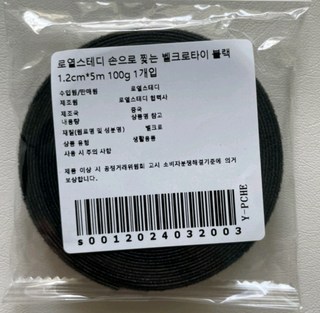 로열스테디 손으로 찢는 벨크로타이 블랙
1.2cm*5m 100g 1개입
수입원/판매원 로열스테디
제조원 로열스테디 협력사
제조국 중국
내용량 상품명 참고
재질(원료명 및 성분명) 벨크로
상품 유형 생활용품
사용 시 주의 사항
제품 이상 시 공정거래위원회 고시 소비자분쟁해결기준에 의거
보상합니다.
s0012024032003
Y-PCHE